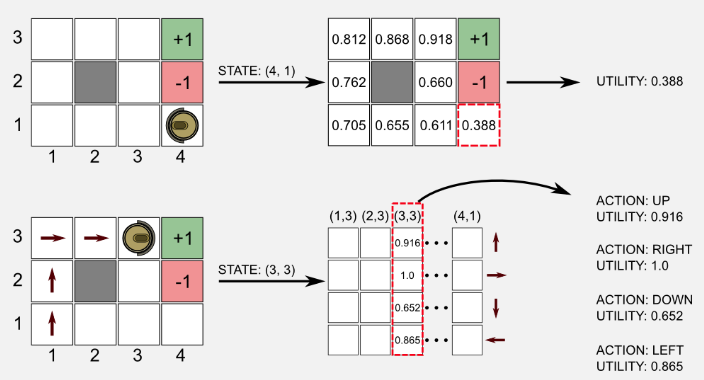 3
+1
2
-1
1
1 2 3 4
STATE: (4, 1)
0.812 0.868 0.918 +1
0.762 0.660 -1
0.705 0.655 0.611 0.388
UTILITY: 0.388
3
+1
2
-1
1
1 2 3 4
STATE: (3, 3)
(1,3) (2,3) (3,3) (4,1)
0.916
1.0
0.652
0.865
ACTION: UP
UTILITY: 0.916
ACTION: RIGHT
UTILITY: 1.0
ACTION: DOWN
UTILITY: 0.652
ACTION: LEFT
UTILITY: 0.865